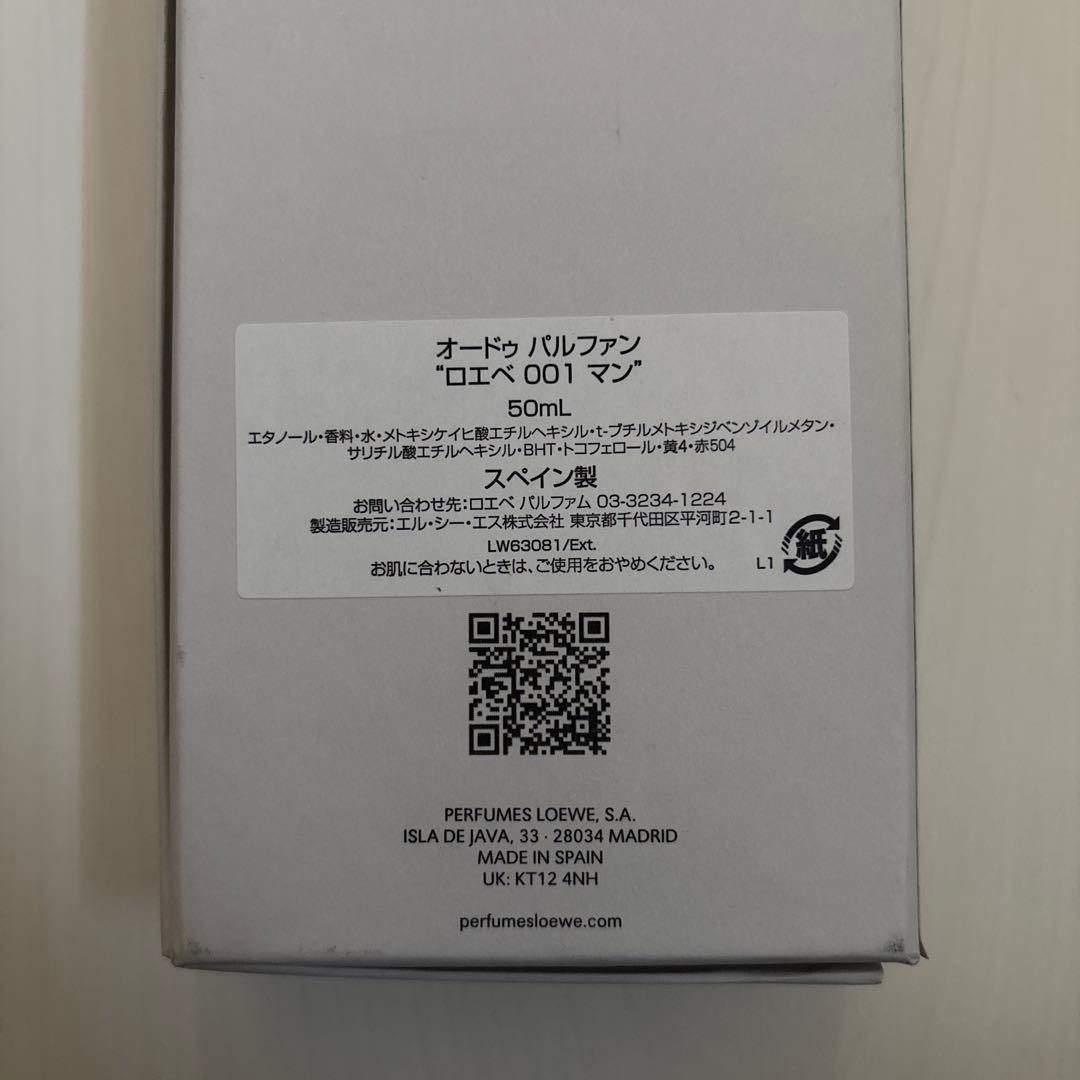 オードゥ パルファン
“ロエベ 001 マン”
50mL
エタノール・香料・水・メトキシケイヒ酸エチルヘキシル・t-ブチルメトキシジベンゾイルメタン・
サリチル酸エチルヘキシル・BHT・トコフェロール・黄4・赤504
スペイン製
お問い合わせ先：ロエベ パルファム 03-3234-1224
製造販売元：エル・シー・エス株式会社 東京都千代田区平河町2-1-1
LW63081/Ext.
お肌に合わないときは、ご使用をおやめください。
L1
紙
PERFUMES LOEWE, S.A.
ISLA DE JAVA, 33 · 28034 MADRID
MADE IN SPAIN
UK: KT12 4NH
perfumesloewe.com